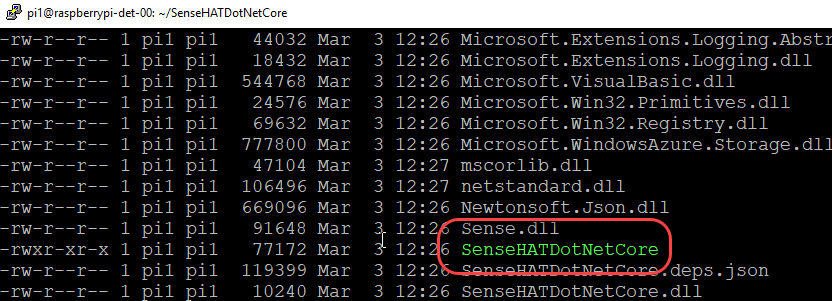 pi1@raspberrypi-det-00: ~/SenseHATDotNetCore
-rw-r--r-- 1 pi1 pi1 44032 Mar 3 12:26 Microsoft.Extensions.Logging.Abstr
-rw-r--r-- 1 pi1 pi1 18432 Mar 3 12:26 Microsoft.Extensions.Logging.dll
-rw-r--r-- 1 pi1 pi1 544768 Mar 3 12:26 Microsoft.VisualBasic.dll
-rw-r--r-- 1 pi1 pi1 24576 Mar 3 12:26 Microsoft.Win32.Primitives.dll
-rw-r--r-- 1 pi1 pi1 69632 Mar 3 12:26 Microsoft.Win32.Registry.dll
-rw-r--r-- 1 pi1 pi1 777800 Mar 3 12:26 Microsoft.WindowsAzure.Storage.dll
-rw-r--r-- 1 pi1 pi1 47104 Mar 3 12:27 mscorlib.dll
-rw-r--r-- 1 pi1 pi1 106496 Mar 3 12:27 netstandard.dll
-rw-r--r-- 1 pi1 pi1 669096 Mar 3 12:26 Newtonsoft.Json.dll
-rw-r--r-- 1 pi1 pi1 91648 Mar 3 12:26 Sense.dll
-rwxr-xr-x 1 pi1 pi1 77172 Mar 3 12:26 SenseHATDotNetCore
-rw-r--r-- 1 pi1 pi1 119399 Mar 3 12:26 SenseHATDotNetCore.deps.json
-rw-r--r-- 1 pi1 pi1 10240 Mar 3 12:26 SenseHATDotNetCore.dll